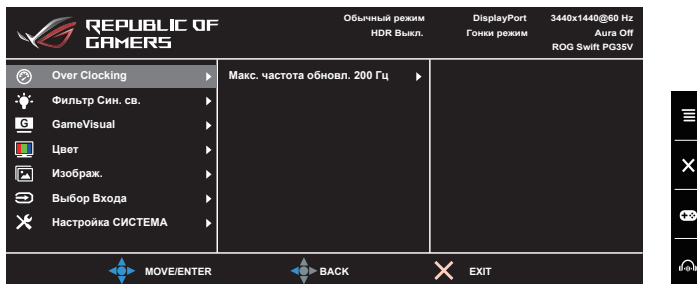 REPUBLIC OF
GAMERS
Обычный режим
HDR Выкл.
DisplayPort
Гонки режим
3440x1440@60 Hz
Aura Off
ROG Swift PG35V
Over Clocking
Макс. частота обновл. 200 Гц
Фильтр Син. св.
G GameVisual
Цвет
Изображ.
Выбор Входа
Настройка СИСТЕМА
MOVE/ENTER
BACK
EXIT